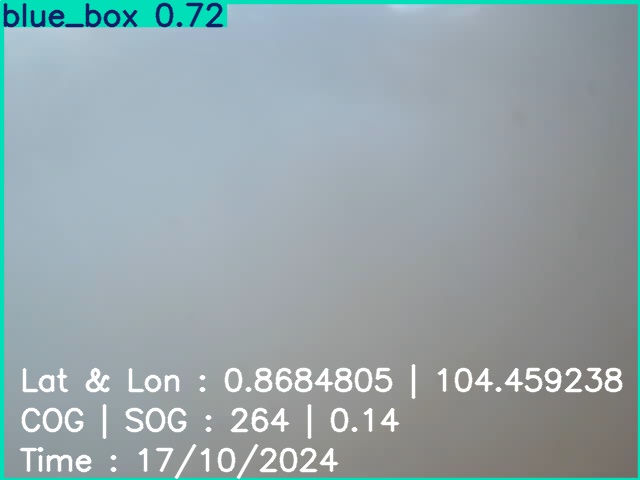 blue_box 0.72
Lat & Lon : 0.8684805 | 104.459238
COG | SOG : 264 | 0.14
Time : 17/10/2024